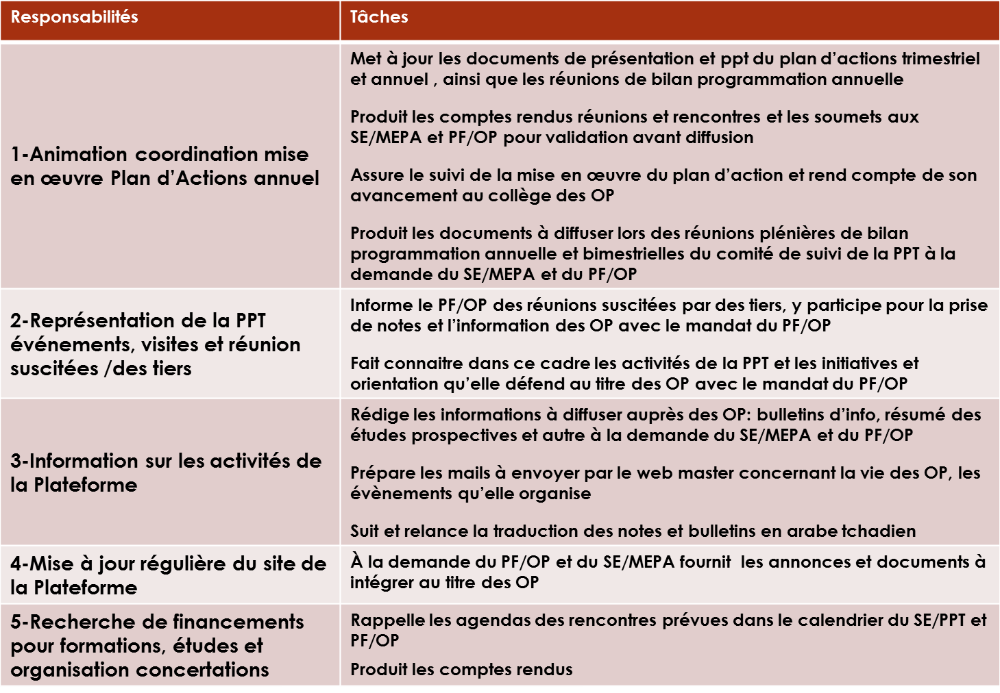 Responsabilités
Tâches
1-Animation coordination mise
en œuvre Plan d’Actions annuel
Met à jour les documents de présentation et ppt du plan d’actions trimestriel
et annuel , ainsi que les réunions de bilan programmation annuelle
Produit les comptes rendus réunions et rencontres et les soumets aux
SE/MEPA et PF/OP pour validation avant diffusion
Assure le suivi de la mise en œuvre du plan d’action et rend compte de son
avancement au collège des OP
Produit les documents à diffuser lors des réunions plénières de bilan
programmation annuelle et bimestrielles du comité de suivi de la PPT à la
demande du SE/MEPA et du PF/OP
2-Représentation de la PPT
événements, visites et réunion
suscitées /des tiers
Informe le PF/OP des réunions suscitées par des tiers, y participe pour la prise
de notes et l’information des OP avec le mandat du PF/OP
Fait connaitre dans ce cadre les activités de la PPT et les initiatives et
orientation qu’elle défend au titre des OP avec le mandat du PF/OP
3-Information sur les activités de
la Plateforme
Rédige les informations à diffuser auprès des OP: bulletins d’info, résumé des
études prospectives et autre à la demande du SE/MEPA et du PF/OP
Prépare les mails à envoyer par le web master concernant la vie des OP, les
évènements qu’elle organise
Suit et relance la traduction des notes et bulletins en arabe tchadien
4-Mise à jour régulière du site de
la Plateforme
À la demande du PF/OP et du SE/MEPA fournit  les annonces et documents à
intégrer au titre des OP
5-Recherche de financements
pour formations, études et
organisation concertations
Rappelle les agendas des rencontres prévues dans le calendrier du SE/PPT et
PF/OP
Produit les comptes rendus